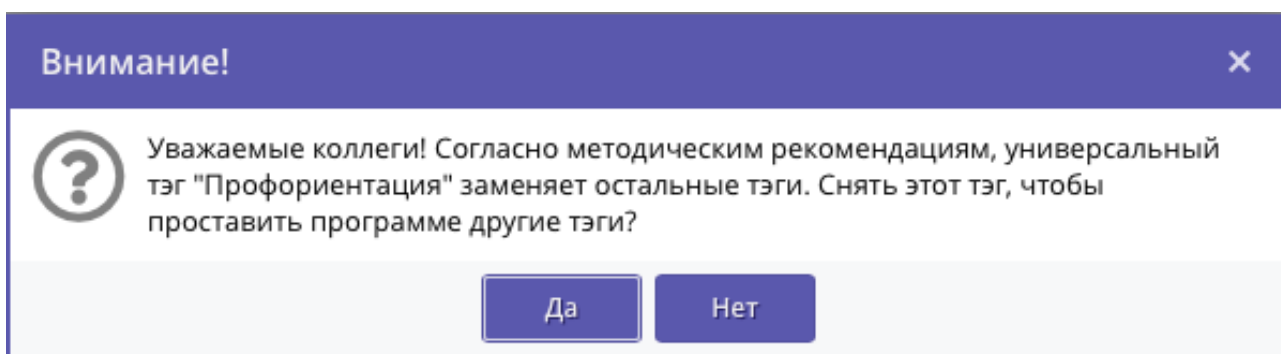 Внимание!
Уважаемые коллеги! Согласно методическим рекомендациям, универсальный
тэг "Профориентация" заменяет остальные тэги. Снять этот тэг, чтобы
проставить программе другие тэги?
Да Нет